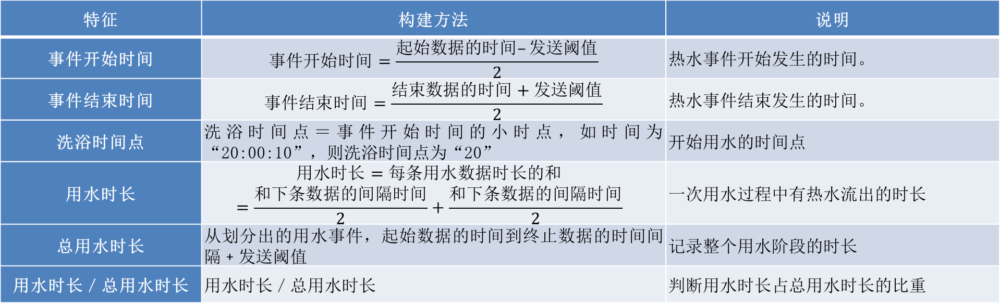 特征 构建方法 说明
事件开始时间 事件开始时间 = (起始数据的时间–发送阈值)/2 热水事件开始发生的时间。
事件结束时间 事件结束时间 = (结束数据的时间 + 发送阈值)/2 热水事件结束发生的时间。
洗浴时间点 洗浴时间点＝事件开始时间的小时点，如时间为 开始用水的时间点
“20:00:10”，则洗浴时间点为“20”
用水时长 用水时长 = 每条用水数据时长的和 一次用水过程中有热水流出的时长
= (和下条数据的间隔时间)/2 + (和下条数据的间隔时间)/2
总用水时长 从划分出的用水事件，起始数据的时间到终止数据的时间间 记录整个用水阶段的时长
隔 + 发送阈值
用水时长 / 总用水时长 用水时长 / 总用水时长 判断用水时长占总用水时长的比重